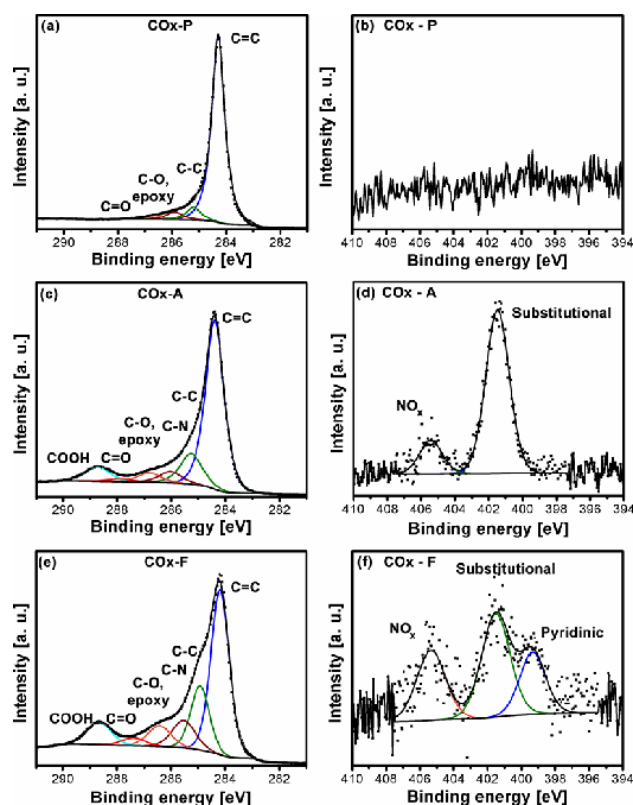 (a) COx-P
C=C
C-C
C-O,
epoxy
C=O
Intensity [a. u.]
290 288 286 284 282
Binding energy [eV]
(b) COx - P
Intensity [a. u.]
410 408 406 404 402 400 398 396 394
Binding energy [eV]
(c) COx-A
C=C
C-C
C-O,
epoxy
C-N
COOH
C=O
Intensity [a. u.]
290 288 286 284 282
Binding energy [eV]
(d) COx - A
Substitutional
NOx
Intensity [a. u.]
410 408 406 404 402 400 398 396 394
Binding energy [eV]
(e) COx-F
C=C
C-C
C-N
C-O,
epoxy
COOH
C=O
Intensity [a. u.]
290 288 286 284 282
Binding energy [eV]
(f) COx - F
Substitutional
NOx
Pyridinic
Intensity [a. u.]
410 408 406 404 402 400 398 396 394
Binding energy [eV]